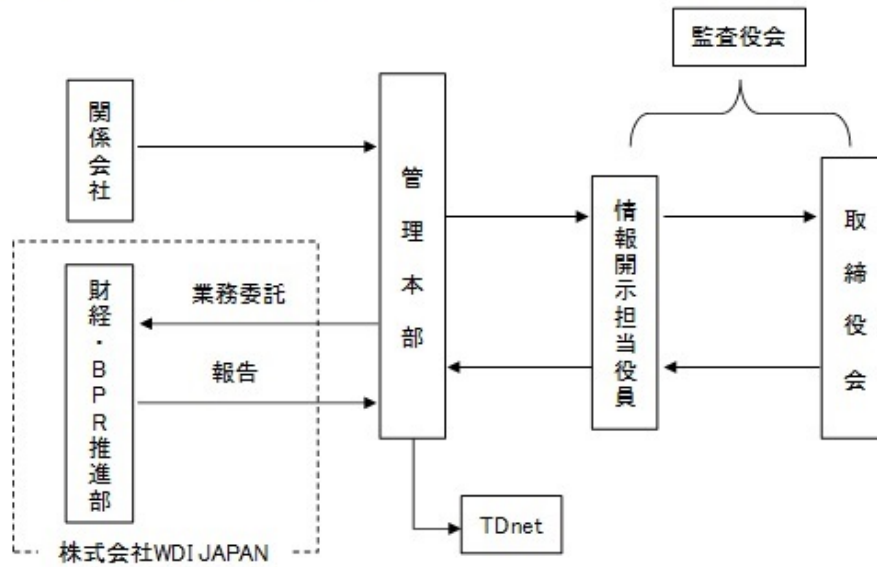 監査役会
関係会社
管理本部
情報開示担当役員
取締役会
財経・BPR推進部
業務委託
報告
TDnet
株式会社WDI JAPAN